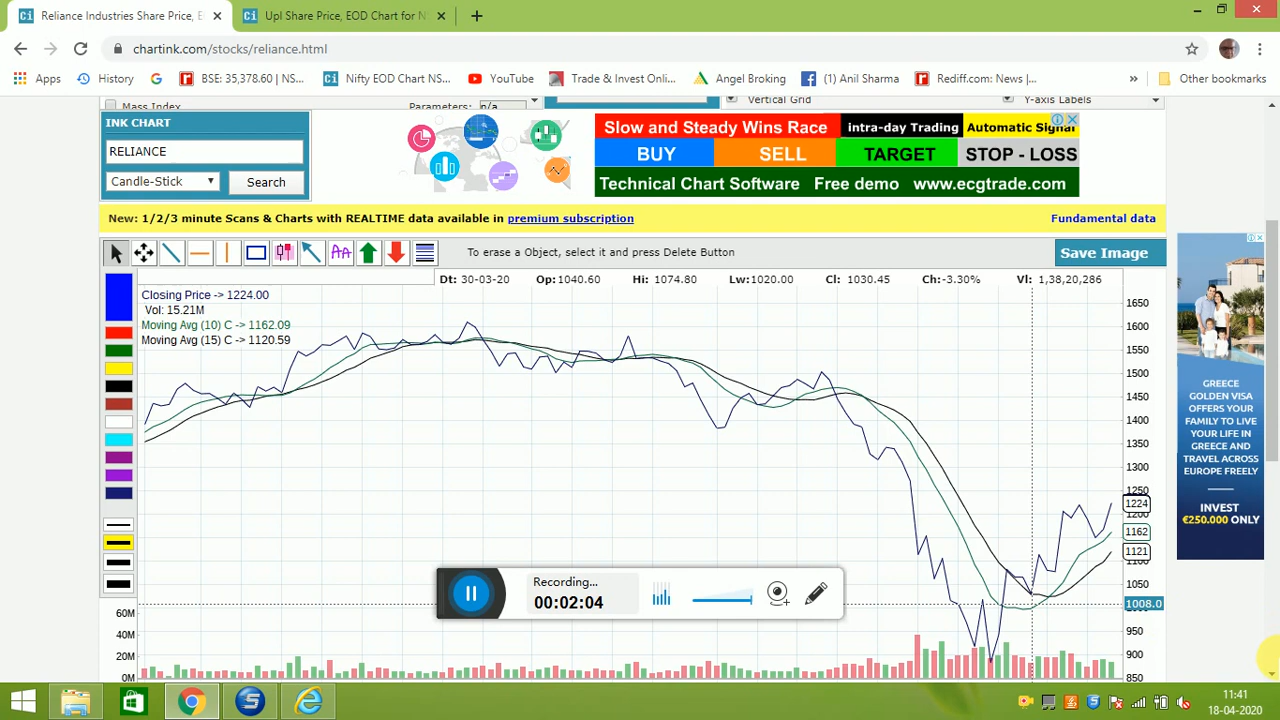 Reliance Industries Share Price, E
Upl Share Price, EOD Chart for N
chartink.com/stocks/reliance.html
Apps History BSE: 35,378.60 | NS... Nifty EOD Chart NS... YouTube Trade & Invest Onlin... Angel Broking (1) Anil Sharma Rediff.com: News |... » Other bookmarks
Mass Index Parameters: n/a Vertical Grid Y-axis Labels
INK CHART
RELIANCE
Candle-Stick Search
Slow and Steady Wins Race intra-day Trading Automatic Signal
BUY SELL TARGET STOP - LOSS
Technical Chart Software Free demo www.ecgtrade.com
New: 1/2/3 minute Scans & Charts with REALTIME data available in premium subscription Fundamental data
To erase a Object, select it and press Delete Button Save Image
Dt: 30-03-20 Op:1040.60 Hi: 1074.80 Lw:1020.00 Cl: 1030.45 Ch:-3.30% Vl: 1,38,20,286
Closing Price -> 1224.00
Vol: 15.21M
Moving Avg (10) C -> 1162.09
Moving Avg (15) C -> 1120.59
1650
1600
1550
1500
1450
1400
1350
1300
1250
1224
1200
1162
1121
1100
1050
1008.0
950
900
850
60M
40M
20M
0M
Recording...
00:02:04
GREECE
GOLDEN VISA
OFFERS YOUR
FAMILY TO LIVE
YOUR LIFE IN
GREECE AND
TRAVEL ACROSS
EUROPE FREELY
INVEST
€250.000 ONLY
11:41
18-04-2020